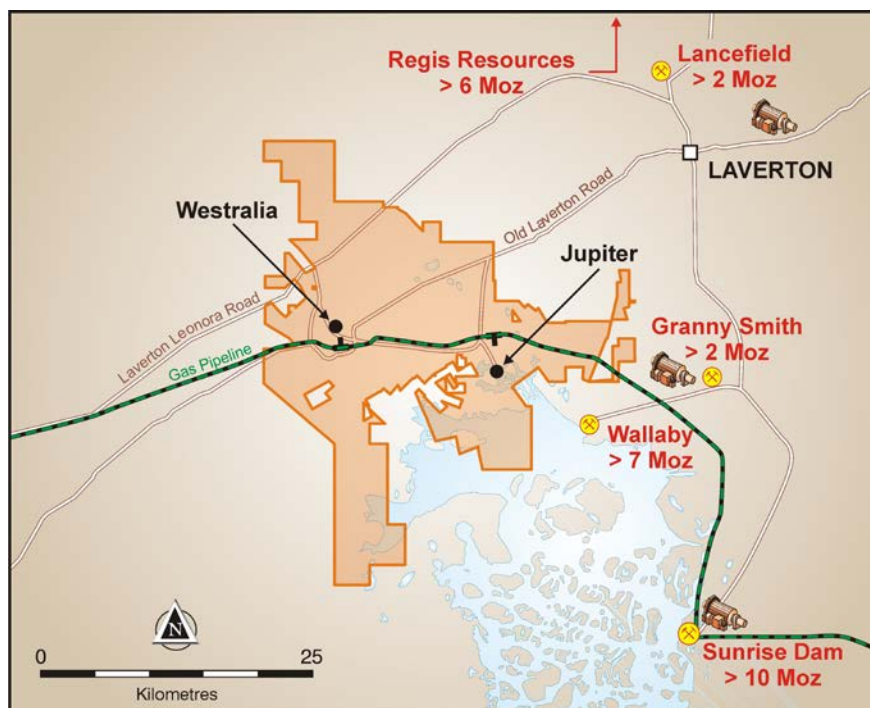 Regis Resources
> 6 Moz
Lancefield
> 2 Moz
LAVERTON
Westralia
Old Laverton Road
Jupiter
Laverton Leonora Road
Gas Pipeline
Granny Smith
> 2 Moz
Wallaby
> 7 Moz
N
0
25
Kilometres
Sunrise Dam
> 10 Moz